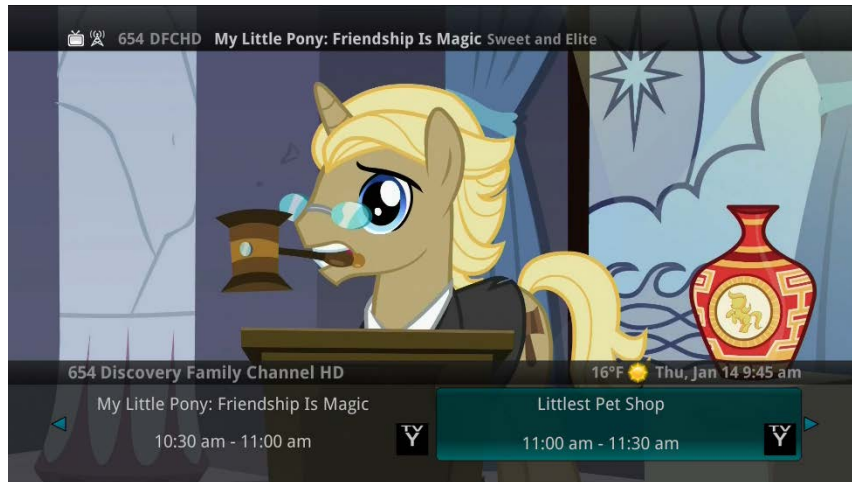 654 DFCHD My Little Pony: Friendship Is Magic Sweet and Elite
654 Discovery Family Channel HD
16°F Thu, Jan 14 9:45 am
My Little Pony: Friendship Is Magic
10:30 am - 11:00 am
TV
Y
Littlest Pet Shop
11:00 am - 11:30 am
TV
Y